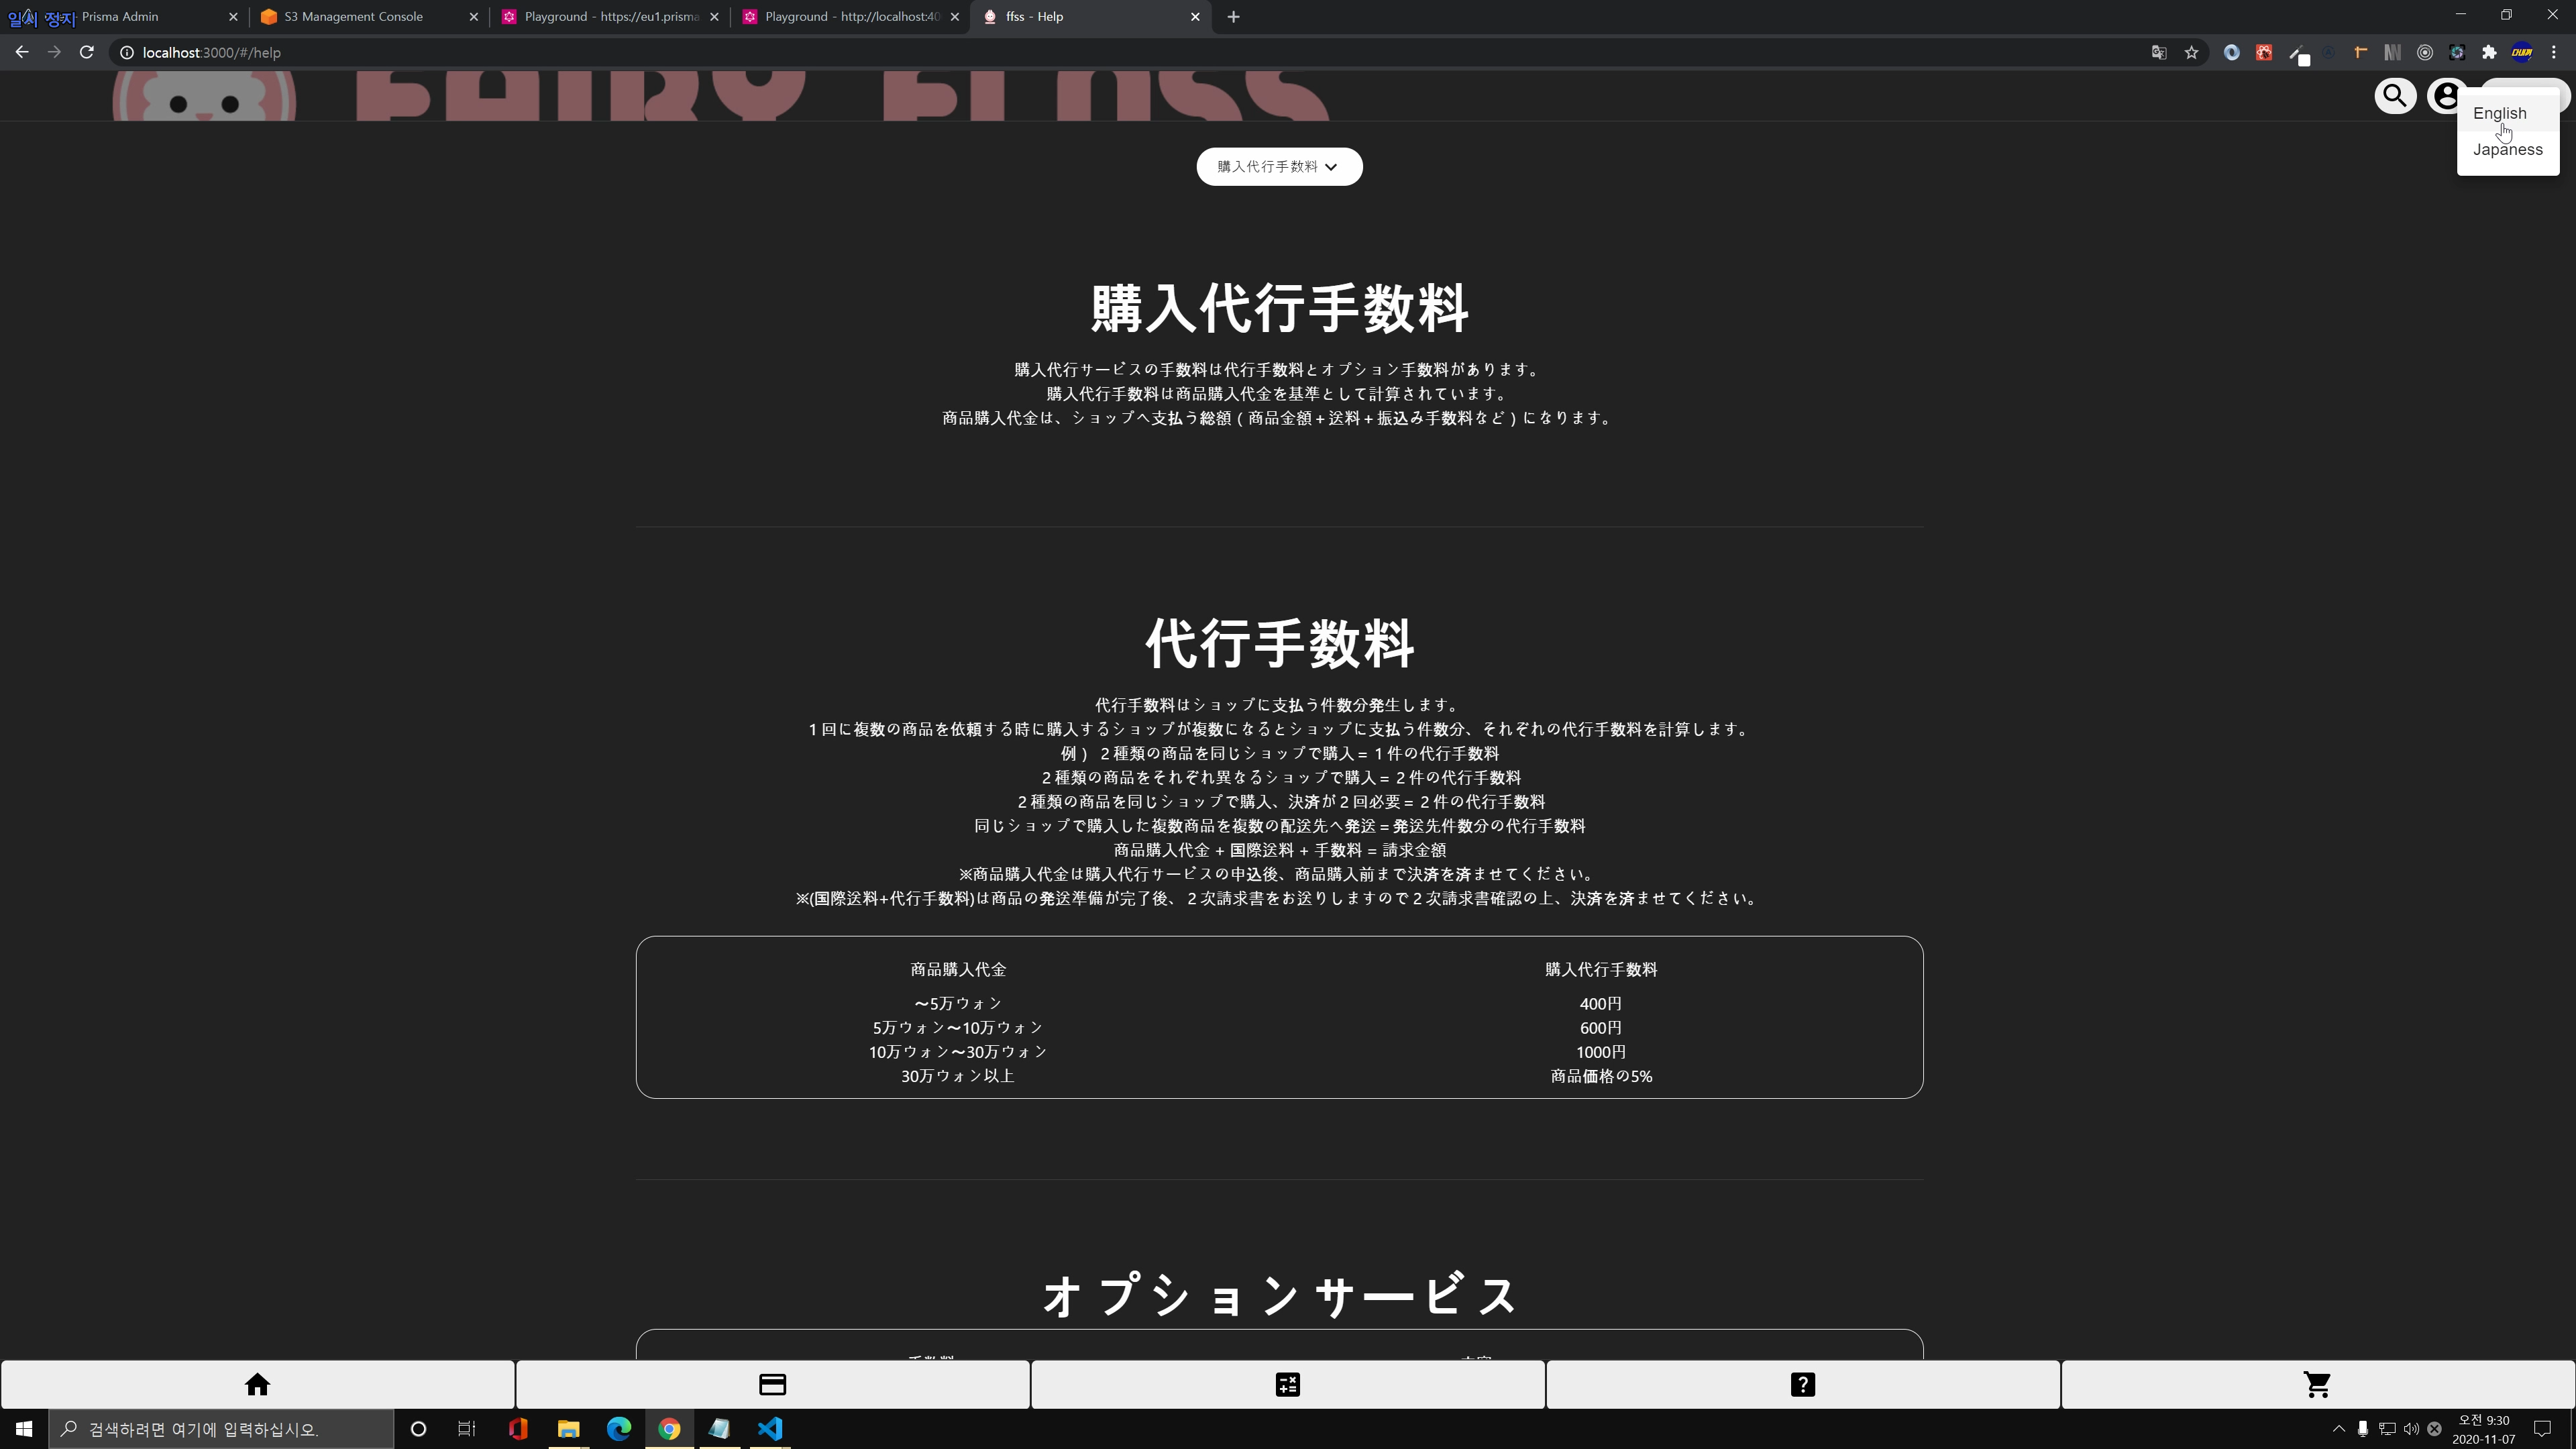 일시 정지
Prisma Admin
S3 Management Console
Playground - https://eu1.prisma
Playground - http://localhost:40
ffss - Help
localhost:3000/#/help
FAIRY FLOSS
English
Japaness
購入代行手数料
購入代行手数料
購入代行サービスの手数料は代行手数料とオプション手数料があります。
購入代行手数料は商品購入代金を基準として計算されています。
商品購入代金は、ショップへ支払う総額 ( 商品金額 + 送料 + 振込み手数料など ) になります。
代行手数料
代行手数料はショップに支払う件数分発生します。
１回に複数の商品を依頼する時に購入するショップが複数になるとショップに支払う件数分、それぞれの代行手数料を計算します。
例 ) ２種類の商品を同じショップで購入 = １件の代行手数料
２種類の商品をそれぞれ異なるショップで購入 = ２件の代行手数料
２種類の商品を同じショップで購入、決済が２回必要 = ２件の代行手数料
同じショップで購入した複数商品を複数の配送先へ発送 = 発送先件数分の代行手数料
商品購入代金 + 国際送料 + 手数料 = 請求金額
※商品購入代金は購入代行サービスの申込後、商品購入前まで決済を済ませてください。
※(国際送料+代行手数料)は商品の発送準備が完了後、２次請求書をお送りしますので２次請求書確認の上、決済を済ませてください。
商品購入代金 購入代行手数料
〜5万ウォン 400円
5万ウォン〜10万ウォン 600円
10万ウォン〜30万ウォン 1000円
30万ウォン以上 商品価格の5%
オプションサービス
검색하려면 여기에 입력하십시오.
오전 9:30
2020-11-07